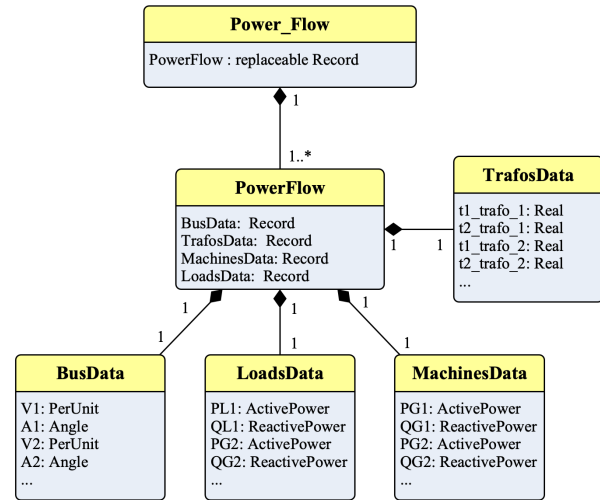 Power_Flow
PowerFlow : replaceable Record
1
1..*
PowerFlow
BusData:  Record
TrafosData:  Record
MachinesData: Record
LoadsData:  Record
1
1
TrafosData
t1_trafo_1: Real
t2_trafo_1: Real
t1_trafo_2: Real
t2_trafo_2: Real
...
1
1
1
1
1
1
BusData
V1: PerUnit
A1: Angle
V2: PerUnit
A2: Angle
...
LoadsData
PL1: ActivePower
QL1: ReactivePower
PG2: ActivePower
QG2: ReactivePower
...
MachinesData
PG1: ActivePower
QG1: ReactivePower
PG2: ActivePower
QG2: ReactivePower
...